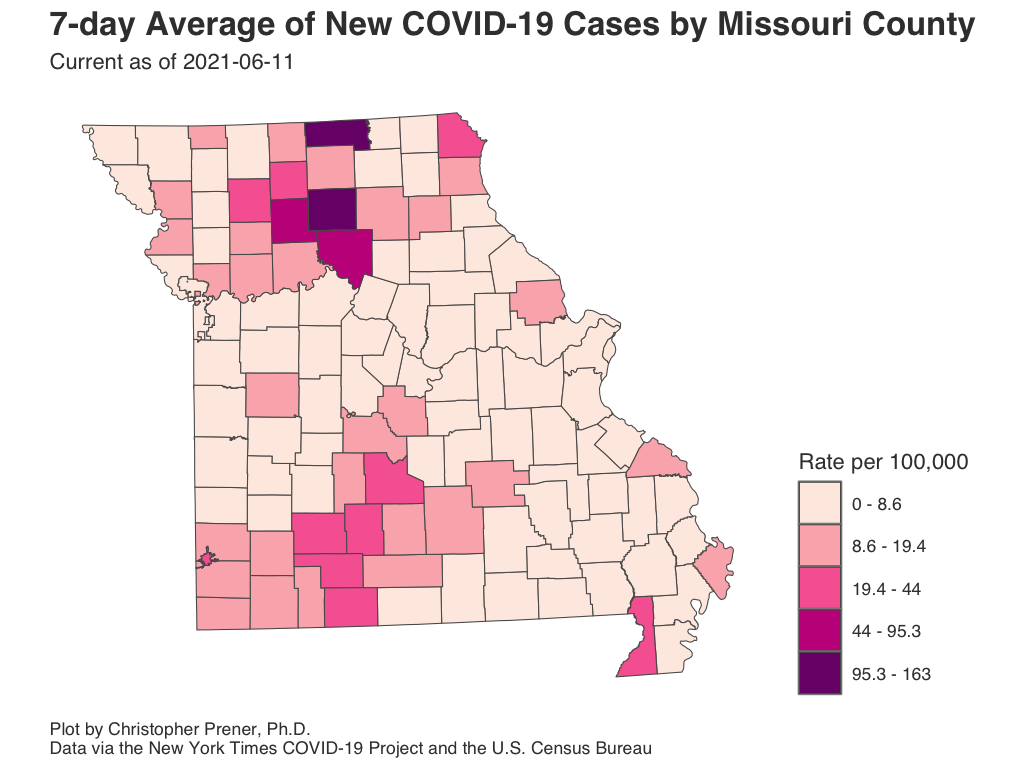 7-day Average of New COVID-19 Cases by Missouri County
Current as of 2021-06-11
Rate per 100,000
0 - 8.6
8.6 - 19.4
19.4 - 44
44 - 95.3
95.3 - 163
Plot by Christopher Prener, Ph.D.
Data via the New York Times COVID-19 Project and the U.S. Census Bureau